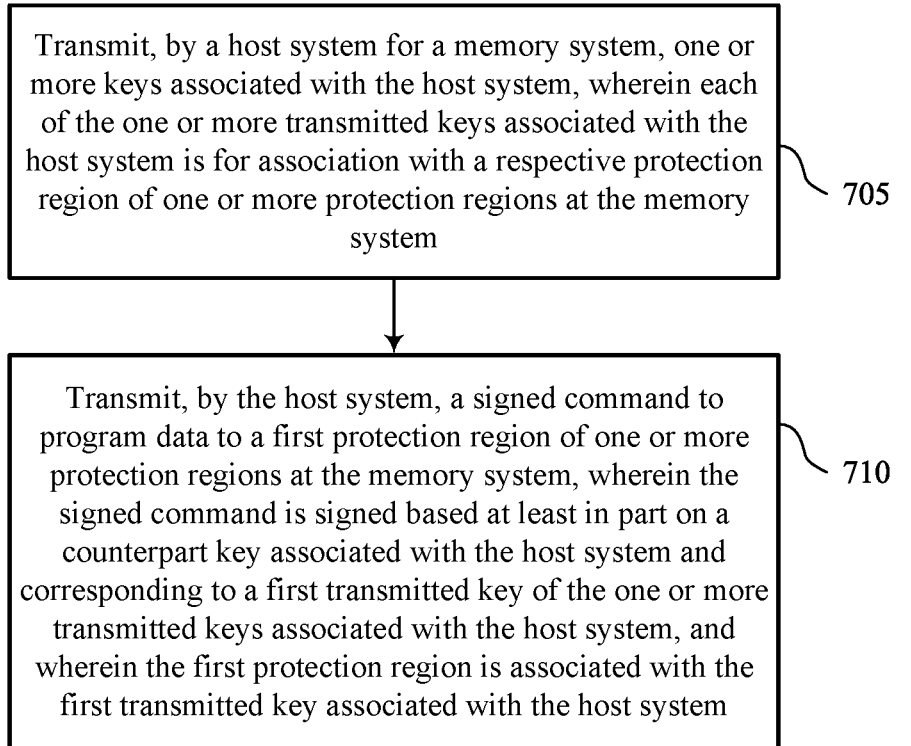 Transmit, by a host system for a memory system, one or
more keys associated with the host system, wherein each
of the one or more transmitted keys associated with the
host system is for association with a respective protection
region of one or more protection regions at the memory
system
705
Transmit, by the host system, a signed command to
program data to a first protection region of one or more
protection regions at the memory system, wherein the
signed command is signed based at least in part on a
counterpart key associated with the host system and
corresponding to a first transmitted key of the one or more
transmitted keys associated with the host system, and
wherein the first protection region is associated with the
first transmitted key associated with the host system
710